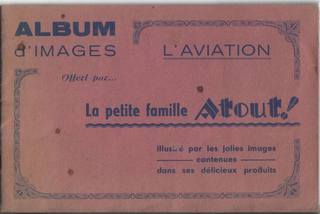 ALBUM
d'IMAGES
L'AVIATION
Offert par...
La petite famille Atout!
illustré par les jolies images
contenues
dans ses délicieux produits